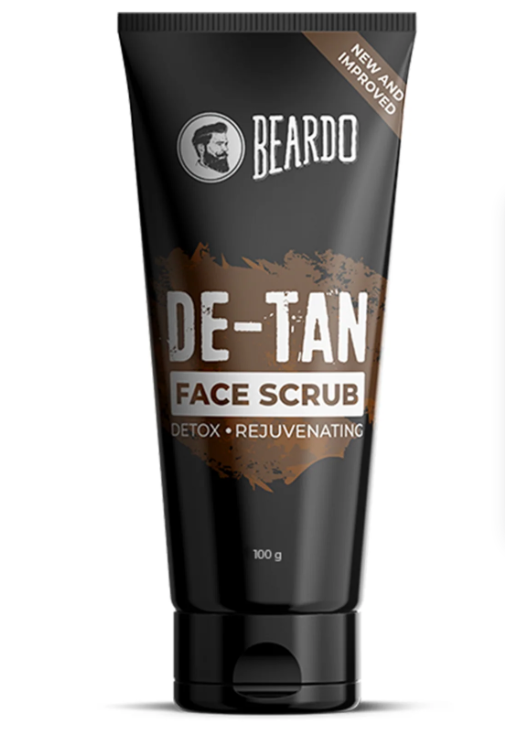 NEW AND
IMPROVED
BEARDO
DE-TAN
FACE SCRUB
DETOX • REJUVENATING
100 g